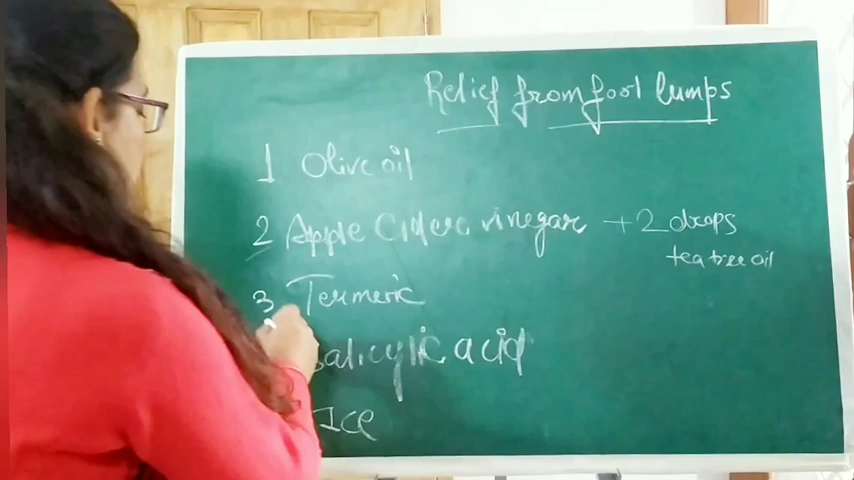 Relief from foot lumps
1 Olive oil
2 Apple Cider vinegar + 2 drops
tea tree oil
3 Termeric
Salicylic acid
Ice